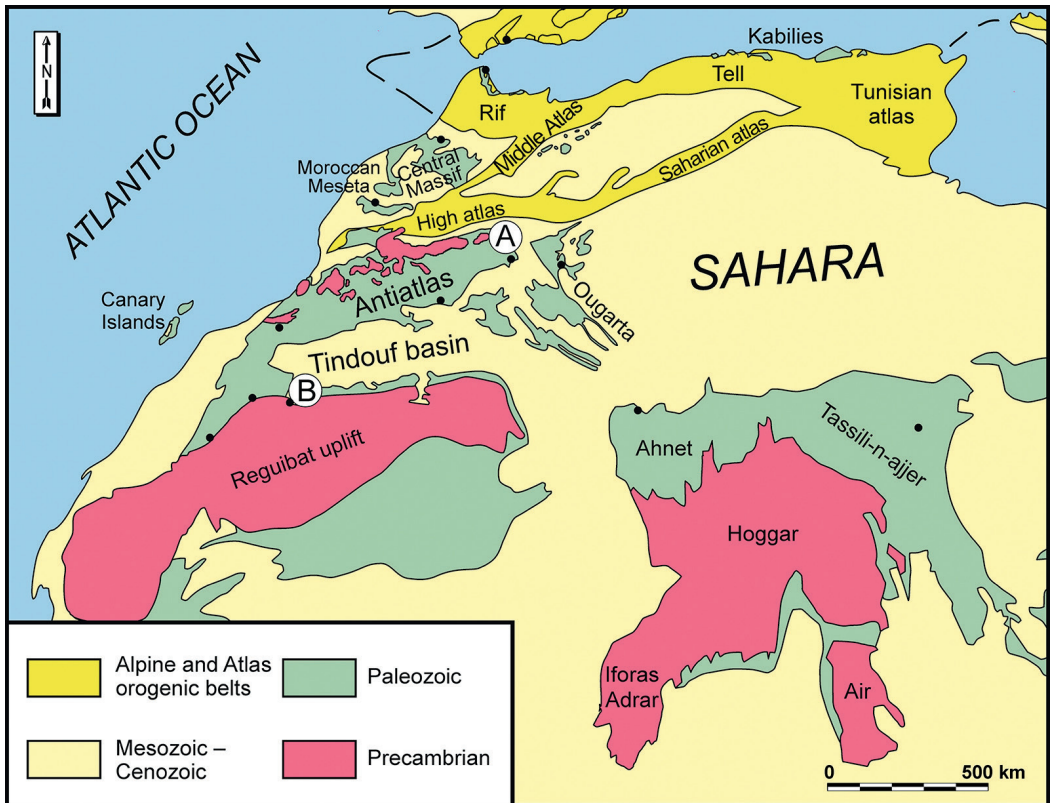 N
ATLANTIC OCEAN
Kabilies
Tell
Rif
Tunisian
atlas
Middle Atlas
Moroccan
Meseta
Central
Massif
Saharian atlas
High atlas
A
SAHARA
Antiatlas
Canary
Islands
Ougarta
Tindouf basin
B
Reguibat uplift
Ahnet
Tassili-n-ajjer
Hoggar
Iforas
Adrar
Air
Alpine and Atlas
orogenic belts
Paleozoic
Mesozoic –
Cenozoic
Precambrian
0 500 km